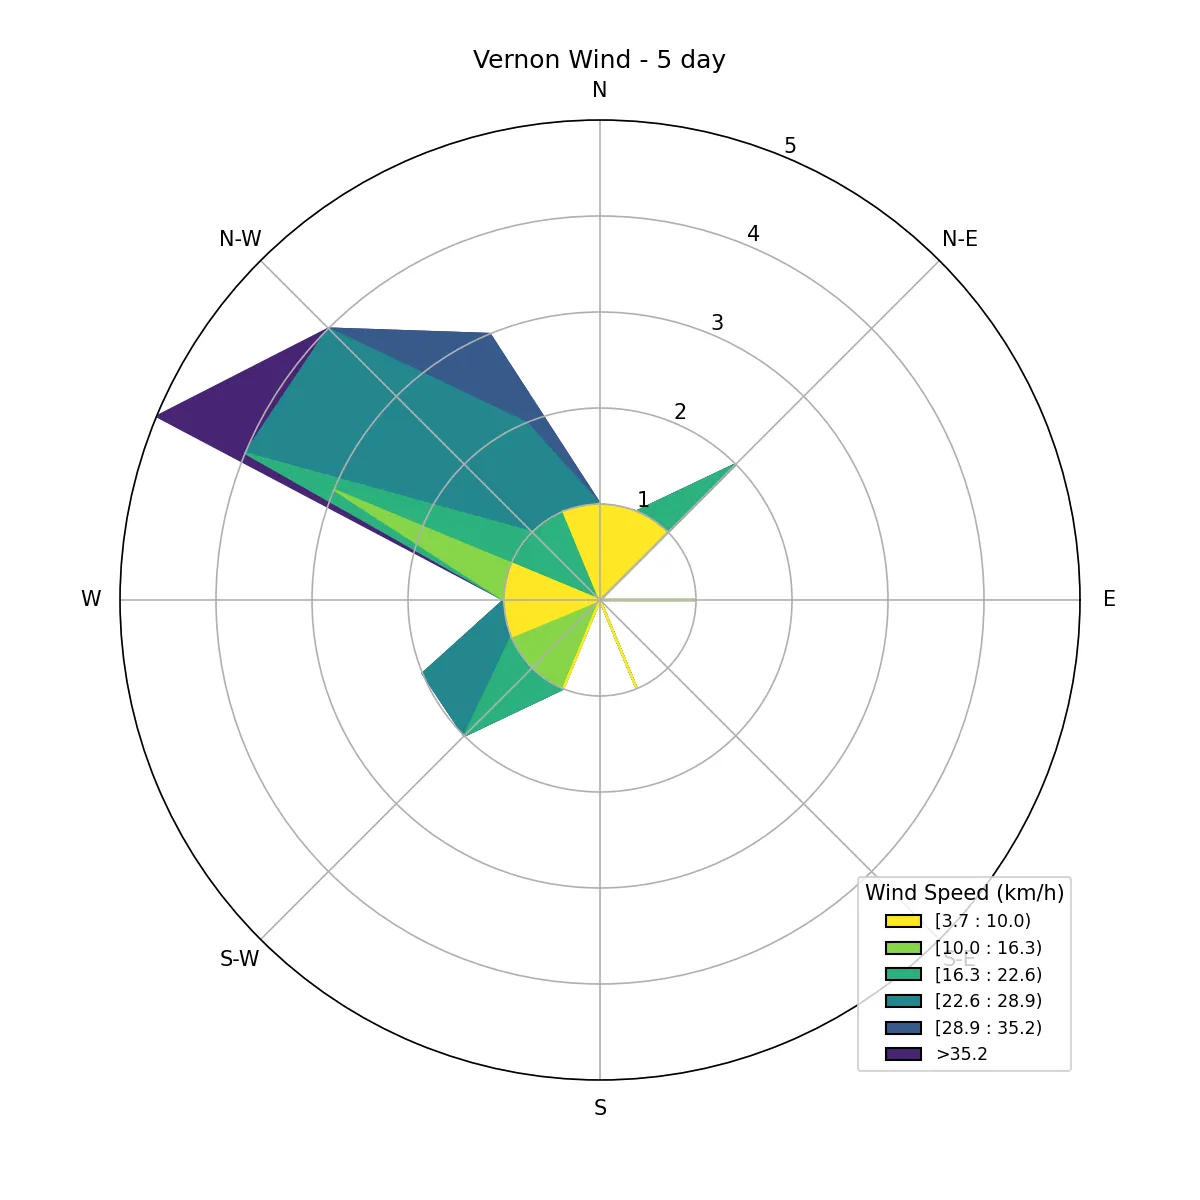 Vernon Wind - 5 day
N
5
N-W
4
N-E
3
2
1
W
E
S-W
S-E
S
Wind Speed (km/h)
[3.7 : 10.0)
[10.0 : 16.3)
[16.3 : 22.6)
[22.6 : 28.9)
[28.9 : 35.2)
>35.2